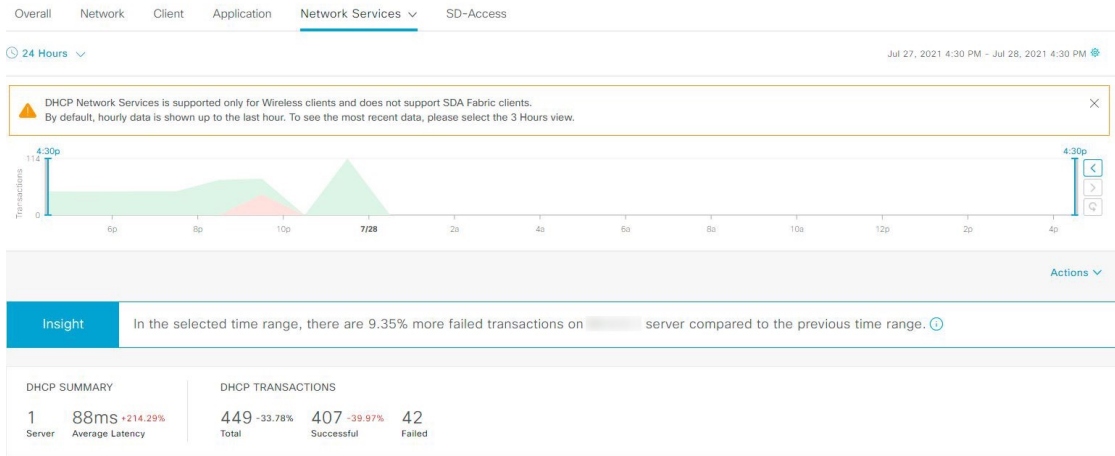 Overall Network Client Application Network Services SD-Access
24 Hours Jul 27, 2021 4:30 PM - Jul 28, 2021 4:30 PM
DHCP Network Services is supported only for Wireless clients and does not support SDA Fabric clients.
By default, hourly data is shown up to the last hour. To see the most recent data, please select the 3 Hours view.
4:30p 4:30p
114
Transactions
0
6p 8p 10p 7/28 2a 4a 6a 8a 10a 12p 2p 4p
Actions
Insight In the selected time range, there are 9.35% more failed transactions on server compared to the previous time range.
DHCP SUMMARY DHCP TRANSACTIONS
1 88ms +214.29% 449 -33.78% 407 -39.97% 42
Server Average Latency Total Successful Failed